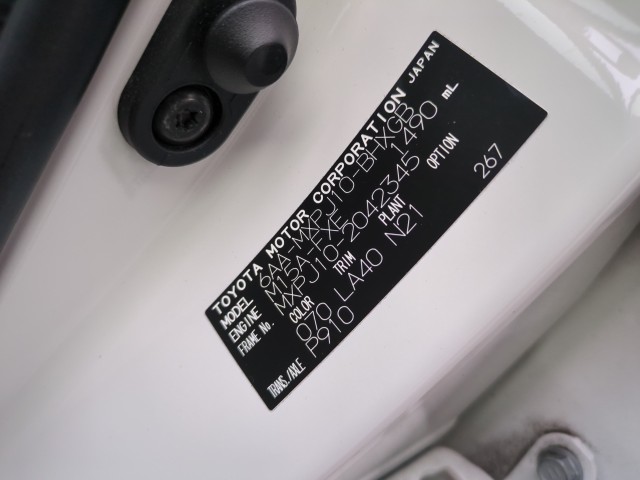 TOYOTA MOTOR CORPORATION JAPAN
MODEL 6AA-MXPJ10-BHXGB
ENGINE M15A-FXE 1490 mL
FRAME No. MXPJ10-2042345
COLOR TRIM PLANT OPTION
070 LA40 N21 267
TRANS./AXLE P910